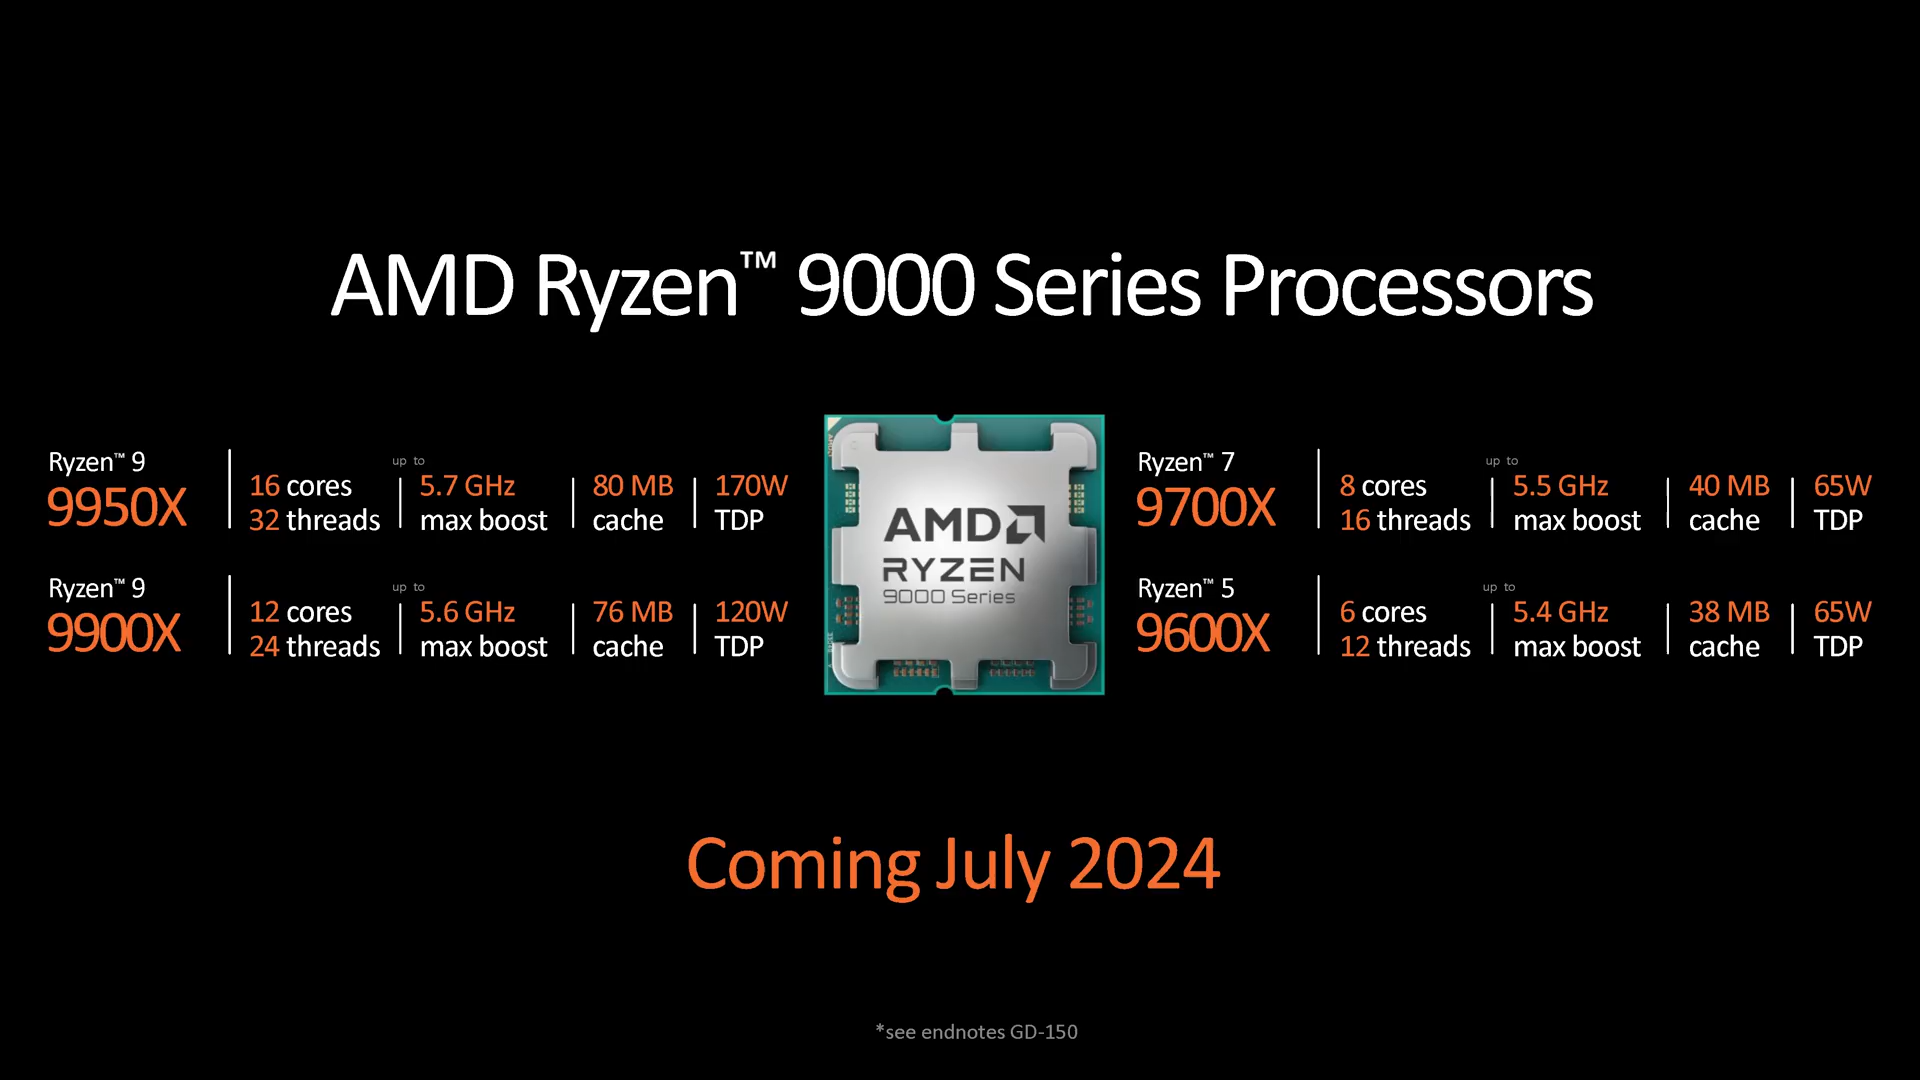 AMD Ryzen™ 9000 Series Processors
Ryzen™ 9
9950X
16 cores
32 threads
up to
5.7 GHz
max boost
80 MB
cache
170W
TDP
Ryzen™ 9
9900X
12 cores
24 threads
up to
5.6 GHz
max boost
76 MB
cache
120W
TDP
AMD
RYZEN
9000 Series
Ryzen™ 7
9700X
8 cores
16 threads
up to
5.5 GHz
max boost
40 MB
cache
65W
TDP
Ryzen™ 5
9600X
6 cores
12 threads
up to
5.4 GHz
max boost
38 MB
cache
65W
TDP
Coming July 2024
*see endnotes GD-150